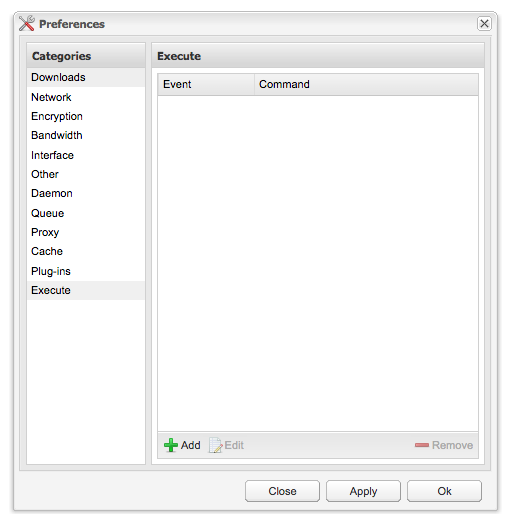 Preferences
Categories
Downloads
Network
Encryption
Bandwidth
Interface
Other
Daemon
Queue
Proxy
Cache
Plug-ins
Execute
Execute
Event Command
Add Edit Remove
Close Apply Ok